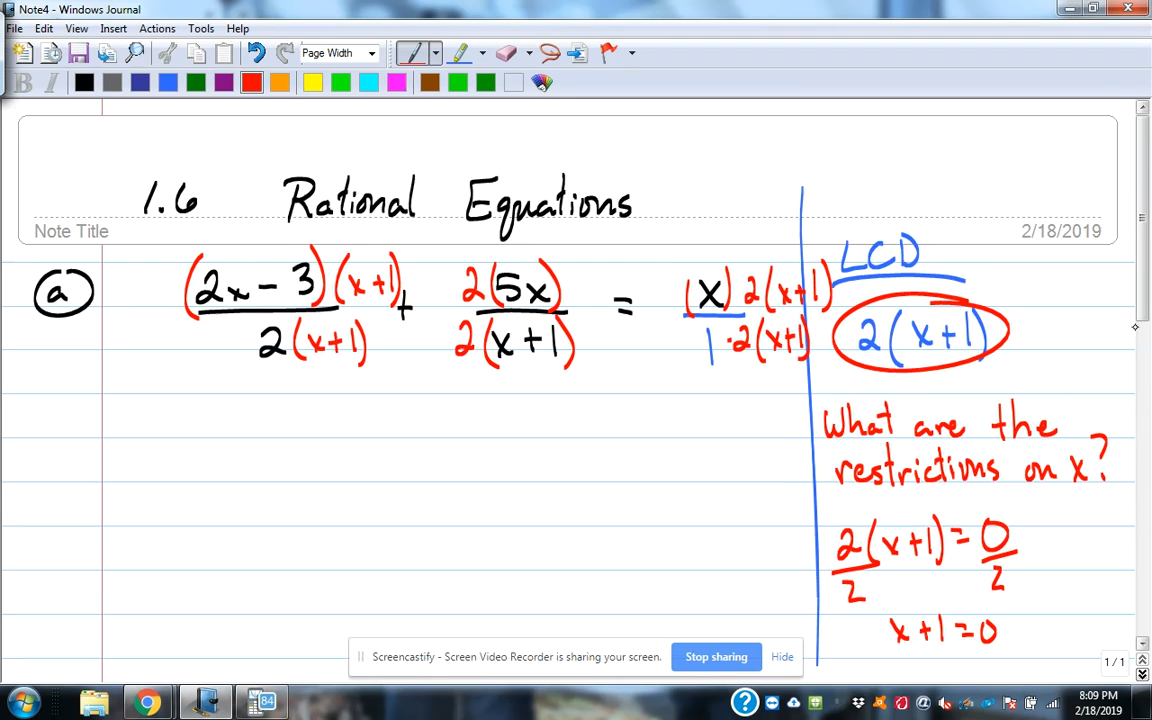 Note4 - Windows Journal
File Edit View Insert Actions Tools Help
Page Width
B I
1.6 Rational Equations
Note Title
2/18/2019
a
(2x - 3)(x+1) + 2(5x) = (x) 2(x+1)
2(x+1) 2(x+1) 1 · 2(x+1)
LCD
2(x+1)
What are the
restrictions on x?
2(x+1) = 0
2 2
x+1=0
Screencastify - Screen Video Recorder is sharing your screen. Stop sharing Hide
1 / 1
84
8:09 PM
2/18/2019